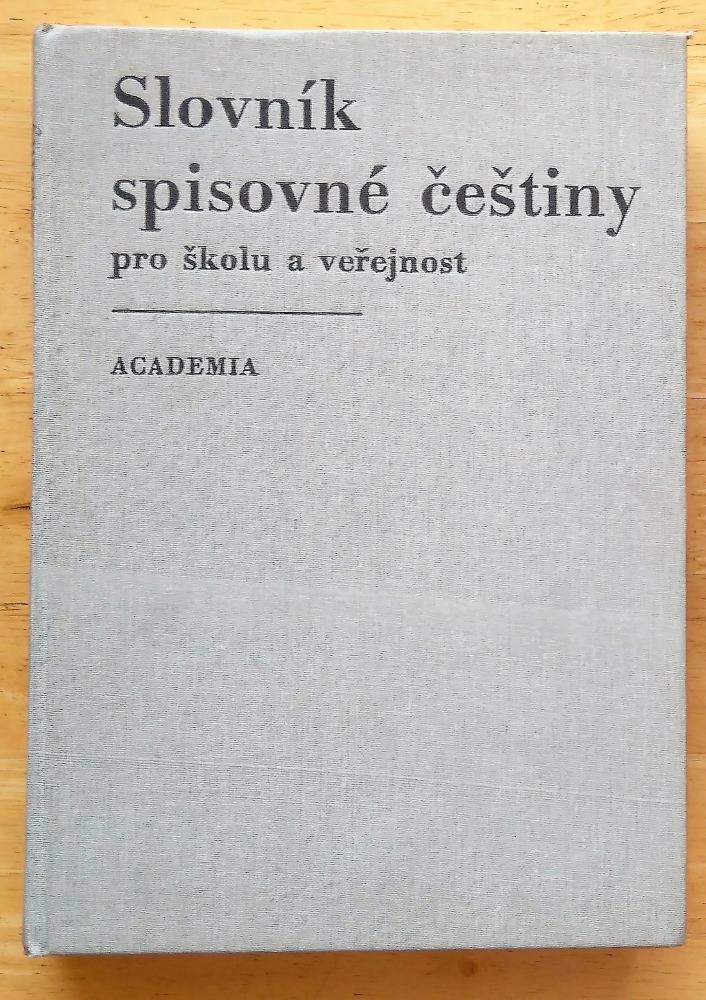 Slovník
spisovné češtiny
pro školu a veřejnost
ACADEMIA